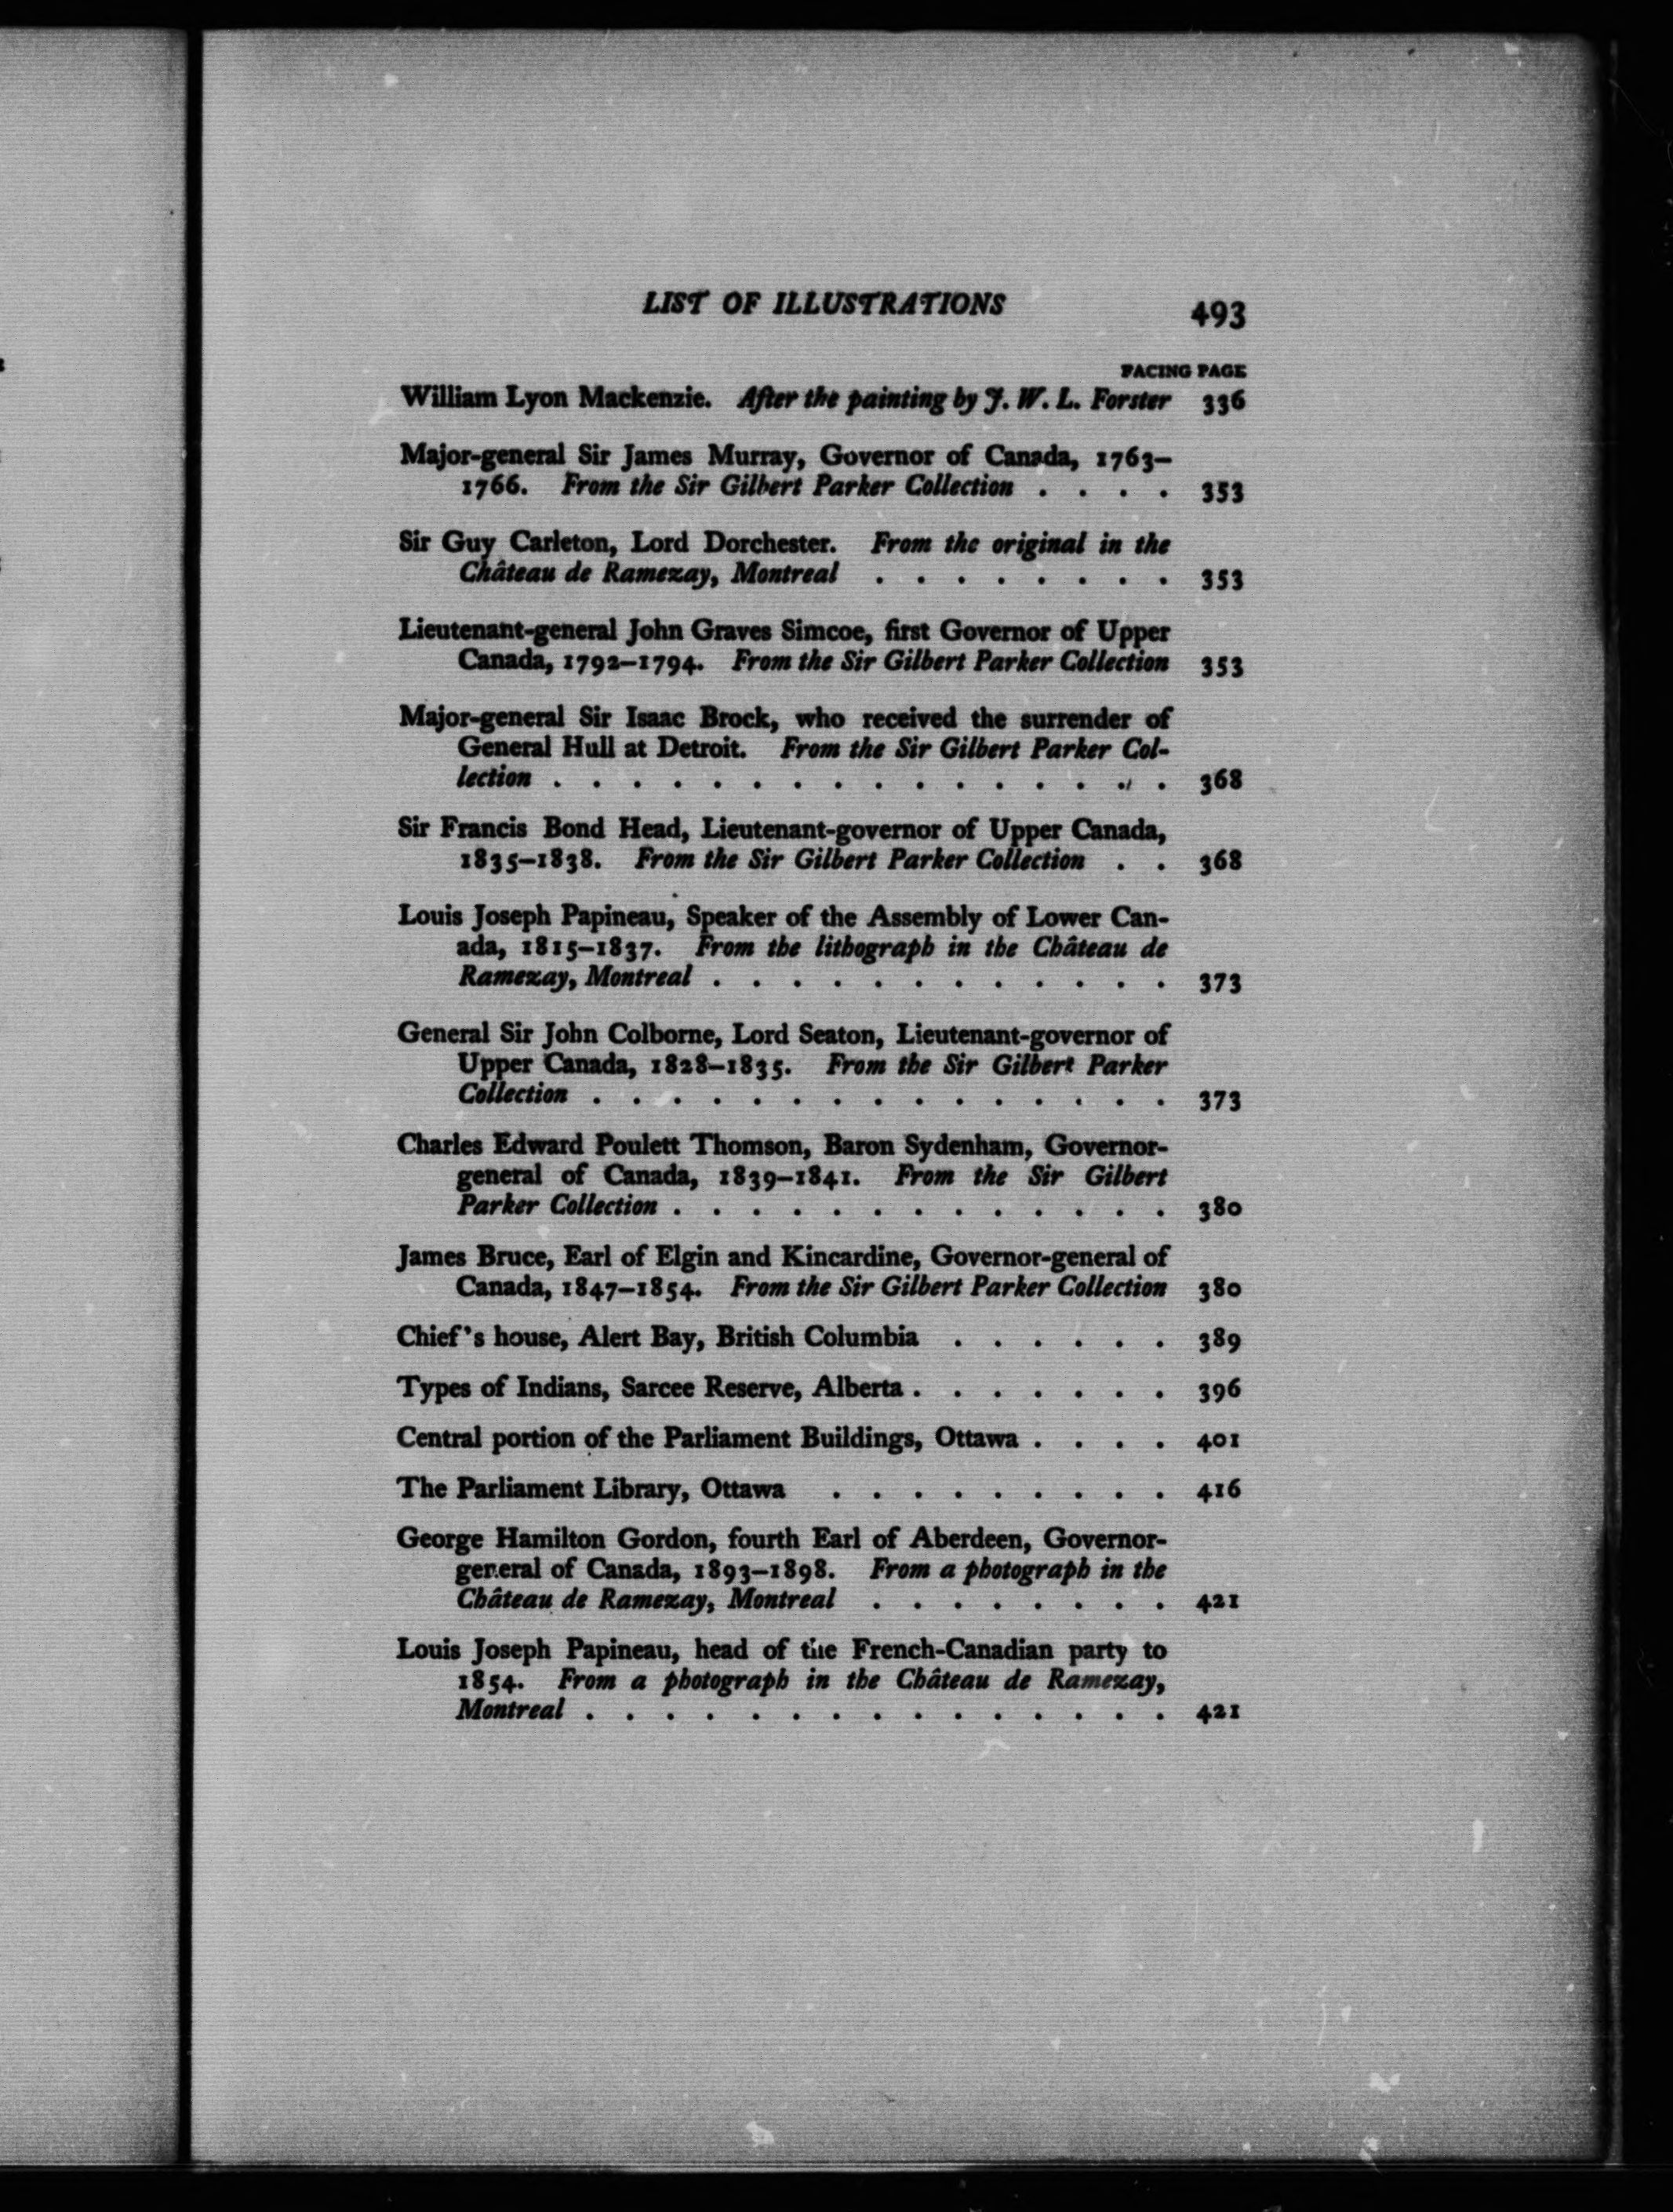 LIST OF ILLUSTRATIONS 493
FACING PAGE
William Lyon Mackenzie. After the painting by J. W. L. Forster 336
Major-general Sir James Murray, Governor of Canada, 1763–
1766. From the Sir Gilbert Parker Collection . . . . 353
Sir Guy Carleton, Lord Dorchester. From the original in the
Château de Ramezay, Montreal . . . . . . . . 353
Lieutenant-general John Graves Simcoe, first Governor of Upper
Canada, 1792–1794. From the Sir Gilbert Parker Collection 353
Major-general Sir Isaac Brock, who received the surrender of
General Hull at Detroit. From the Sir Gilbert Parker Col-
lection . . . . . . . . . . . . . . . . 368
Sir Francis Bond Head, Lieutenant-governor of Upper Canada,
1835–1838. From the Sir Gilbert Parker Collection . . 368
Louis Joseph Papineau, Speaker of the Assembly of Lower Can-
ada, 1815–1837. From the lithograph in the Château de
Ramezay, Montreal . . . . . . . . . . . . 373
General Sir John Colborne, Lord Seaton, Lieutenant-governor of
Upper Canada, 1828–1835. From the Sir Gilbert Parker
Collection . . . . . . . . . . . . . . . 373
Charles Edward Poulett Thomson, Baron Sydenham, Governor-
general of Canada, 1839–1841. From the Sir Gilbert
Parker Collection . . . . . . . . . . . . . 380
James Bruce, Earl of Elgin and Kincardine, Governor-general of
Canada, 1847–1854. From the Sir Gilbert Parker Collection 380
Chief's house, Alert Bay, British Columbia . . . . . . 389
Types of Indians, Sarcee Reserve, Alberta . . . . . . . 396
Central portion of the Parliament Buildings, Ottawa . . . . 401
The Parliament Library, Ottawa . . . . . . . . . 416
George Hamilton Gordon, fourth Earl of Aberdeen, Governor-
general of Canada, 1893–1898. From a photograph in the
Château de Ramezay, Montreal . . . . . . . . 421
Louis Joseph Papineau, head of the French-Canadian party to
1854. From a photograph in the Château de Ramezay,
Montreal . . . . . . . . . . . . . . . 421